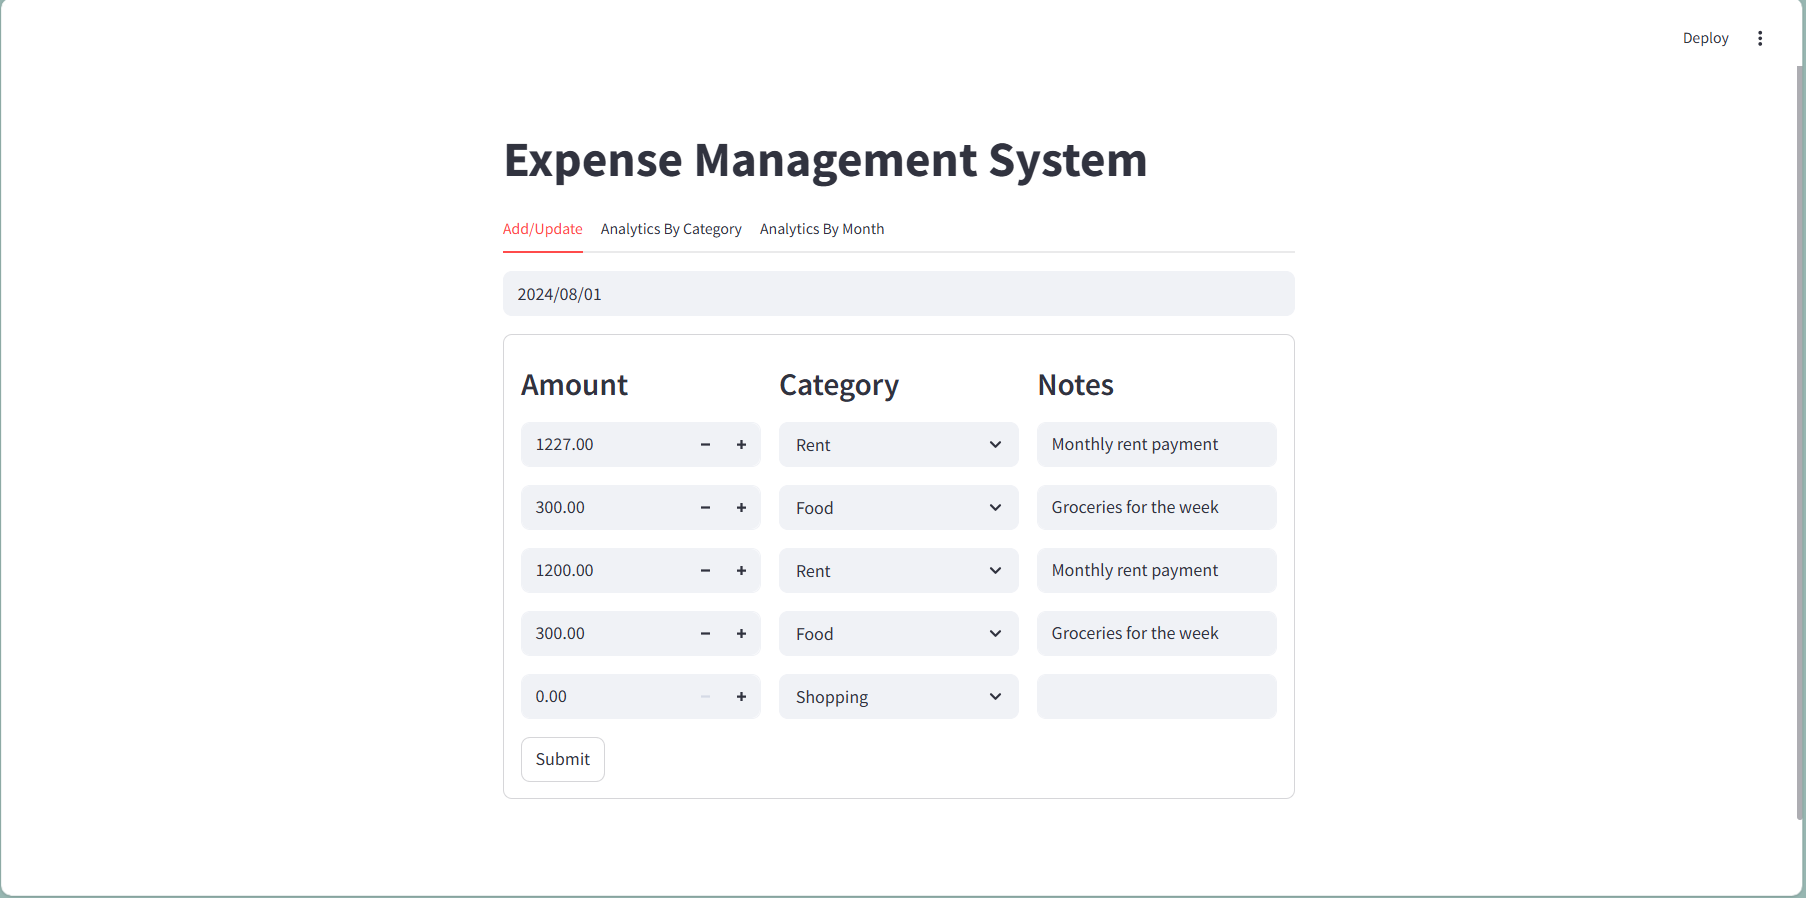 Deploy
Expense Management System
Add/Update Analytics By Category Analytics By Month
2024/08/01
Amount Category Notes
1227.00 Rent Monthly rent payment
300.00 Food Groceries for the week
1200.00 Rent Monthly rent payment
300.00 Food Groceries for the week
0.00 Shopping
Submit